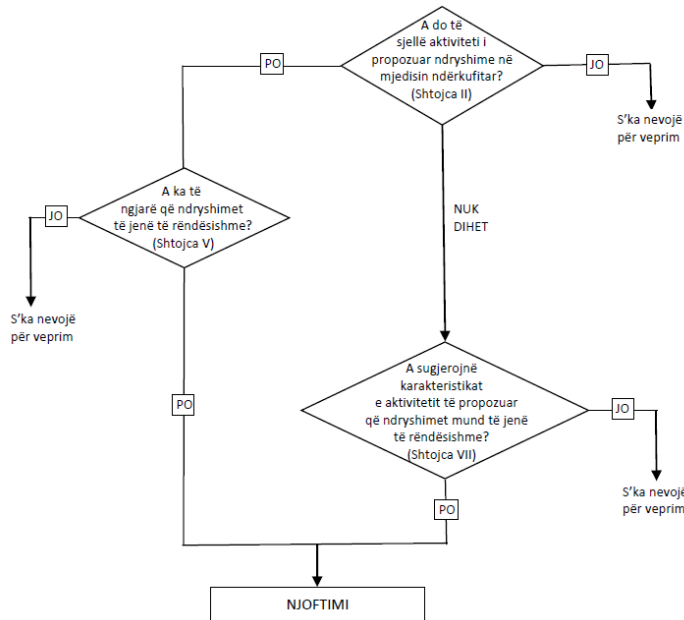 A do të
sjellë aktiviteti i
propozuar ndryshime në
mjedisin ndërkufitar?
(Shtojca II)
PO
JO
S'ka nevojë
për veprim
A ka të
ngjarë që ndryshimet
të jenë të rëndësishme?
(Shtojca V)
JO
NUK
DIHET
S'ka nevojë
për veprim
A sugjerojnë
karakteristikat
e aktivitetit të propozuar
që ndryshimet mund të jenë
të rëndësishme?
(Shtojca VII)
PO
JO
S'ka nevojë
për veprim
PO
NJOFTIMI